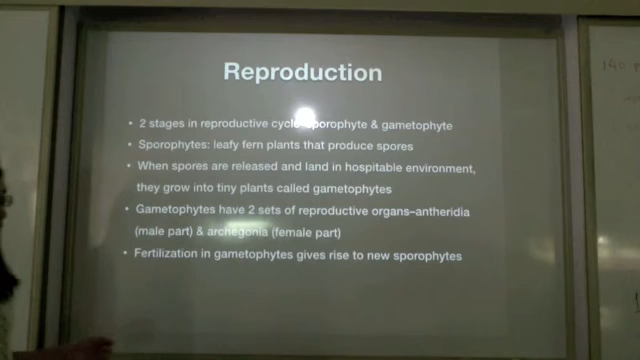 Reproduction
• 2 stages in reproductive cycle sporophyte & gametophyte
• Sporophytes: leafy fern plants that produce spores
• When spores are released and land in hospitable environment,
they grow into tiny plants called gametophytes
• Gametophytes have 2 sets of reproductive organs–antheridia
(male part) & archegonia (female part)
• Fertilization in gametophytes gives rise to new sporophytes
140